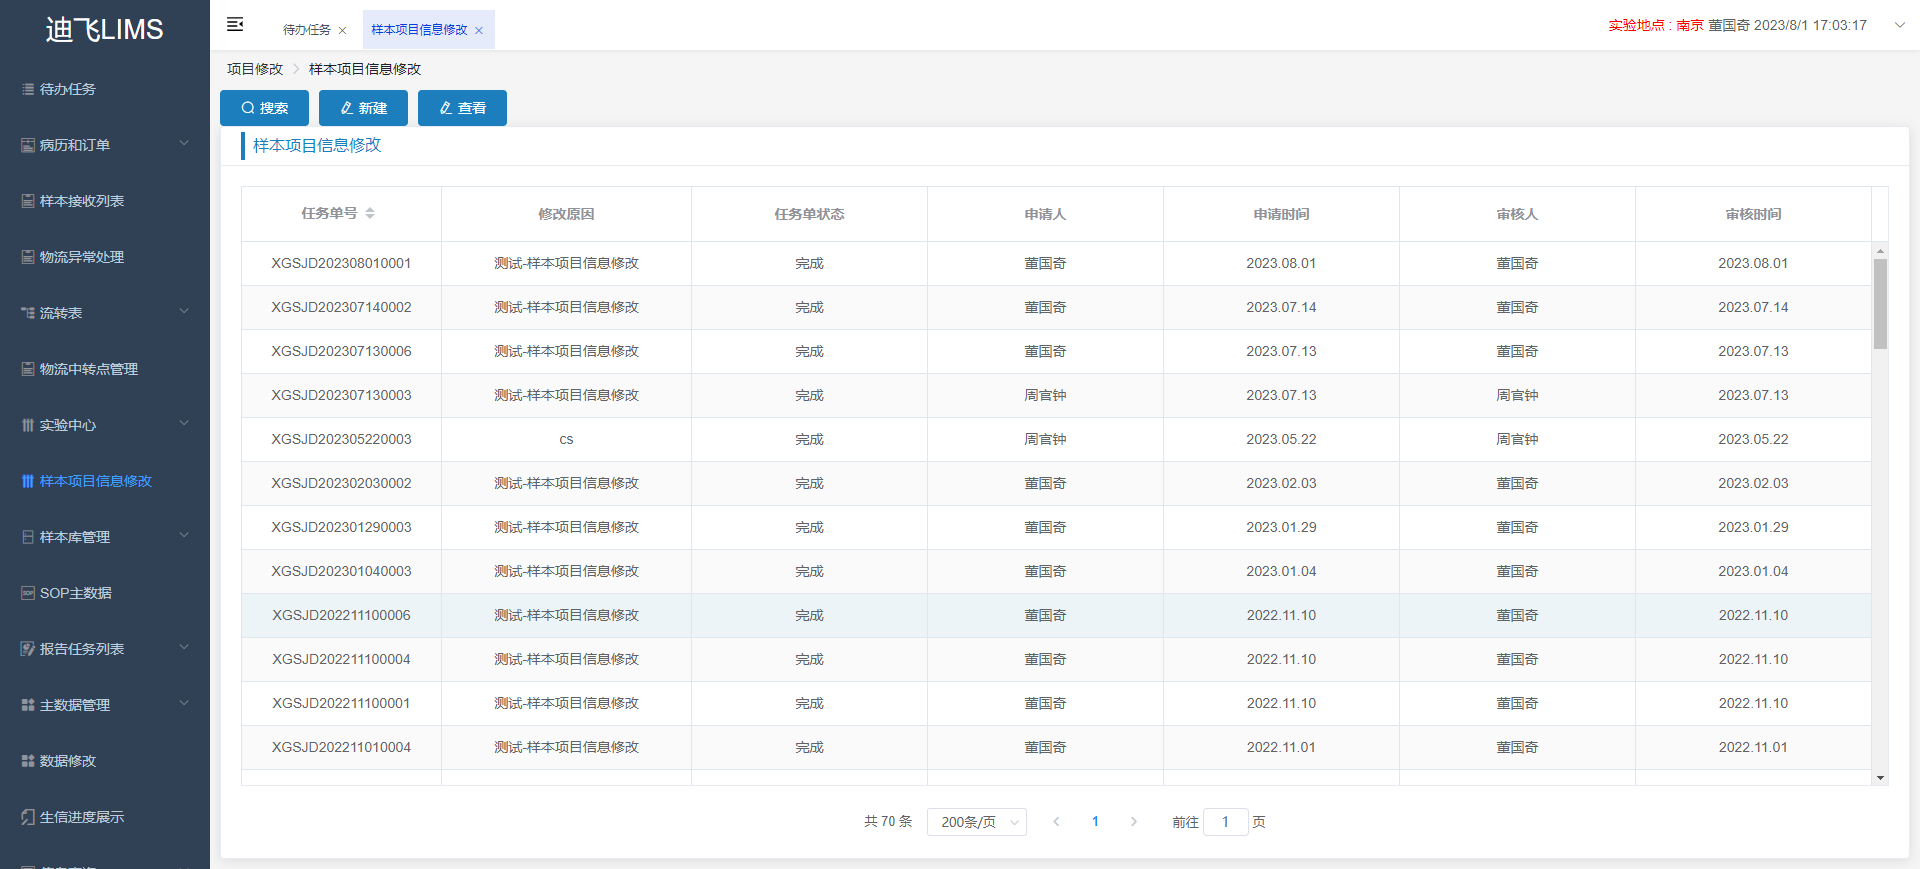 迪飞LIMS
待办任务
样本项目信息修改
实验地点 : 南京 董国奇 2023/8/1 17:03:17
待办任务
病历和订单
样本接收列表
物流异常处理
流转表
物流中转点管理
实验中心
样本项目信息修改
样本库管理
SOP主数据
报告任务列表
主数据管理
数据修改
生信进度展示
项目修改 > 样本项目信息修改
搜索 新建 查看
样本项目信息修改
任务单号 修改原因 任务单状态 申请人 申请时间 审核人 审核时间
XGSJD202308010001 测试-样本项目信息修改 完成 董国奇 2023.08.01 董国奇 2023.08.01
XGSJD202307140002 测试-样本项目信息修改 完成 董国奇 2023.07.14 董国奇 2023.07.14
XGSJD202307130006 测试-样本项目信息修改 完成 董国奇 2023.07.13 董国奇 2023.07.13
XGSJD202307130003 测试-样本项目信息修改 完成 周官钟 2023.07.13 周官钟 2023.07.13
XGSJD202305220003 cs 完成 周官钟 2023.05.22 周官钟 2023.05.22
XGSJD202302030002 测试-样本项目信息修改 完成 董国奇 2023.02.03 董国奇 2023.02.03
XGSJD202301290003 测试-样本项目信息修改 完成 董国奇 2023.01.29 董国奇 2023.01.29
XGSJD202301040003 测试-样本项目信息修改 完成 董国奇 2023.01.04 董国奇 2023.01.04
XGSJD202211100006 测试-样本项目信息修改 完成 董国奇 2022.11.10 董国奇 2022.11.10
XGSJD202211100004 测试-样本项目信息修改 完成 董国奇 2022.11.10 董国奇 2022.11.10
XGSJD202211100001 测试-样本项目信息修改 完成 董国奇 2022.11.10 董国奇 2022.11.10
XGSJD202211010004 测试-样本项目信息修改 完成 董国奇 2022.11.01 董国奇 2022.11.01
共 70 条 200条/页 1 前往 1 页